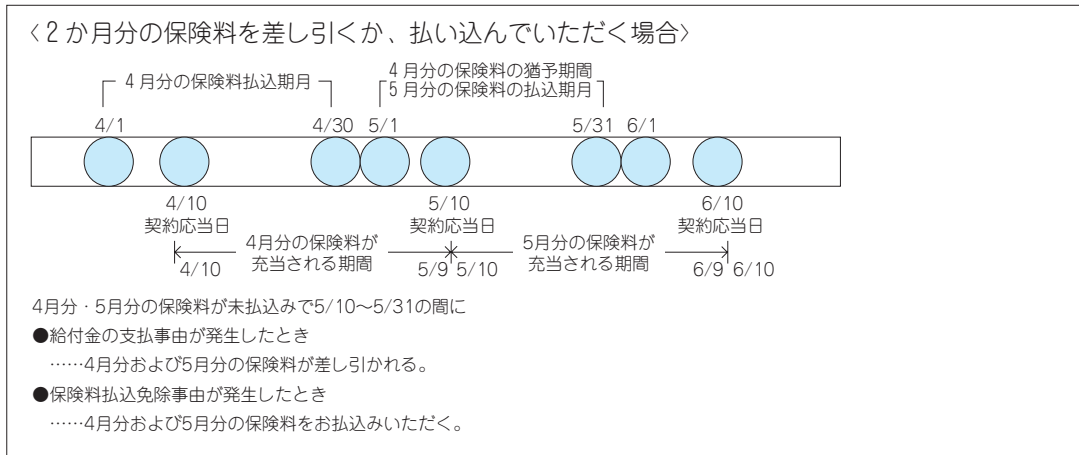 〈2か月分の保険料を差し引くか、払い込んでいただく場合〉
4月分の保険料払込期月
4月分の保険料の猶予期間
5月分の保険料の払込期月
4/1
4/30
5/1
5/31
6/1
4/10
契約応当日
5/10
契約応当日
6/10
契約応当日
4月分の保険料が
充当される期間
5月分の保険料が
充当される期間
4/10
5/9
5/10
6/9
6/10
4月分・5月分の保険料が未払込みで5/10〜5/31の間に
●給付金の支払事由が発生したとき
……4月分および5月分の保険料が差し引かれる。
●保険料払込免除事由が発生したとき
……4月分および5月分の保険料をお払込みいただく。